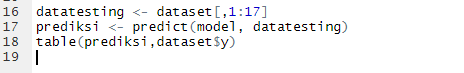 16 datatesting <- dataset[,1:17]
17 prediksi <- predict(model, datatesting)
18 table(prediksi,dataset$y)
19